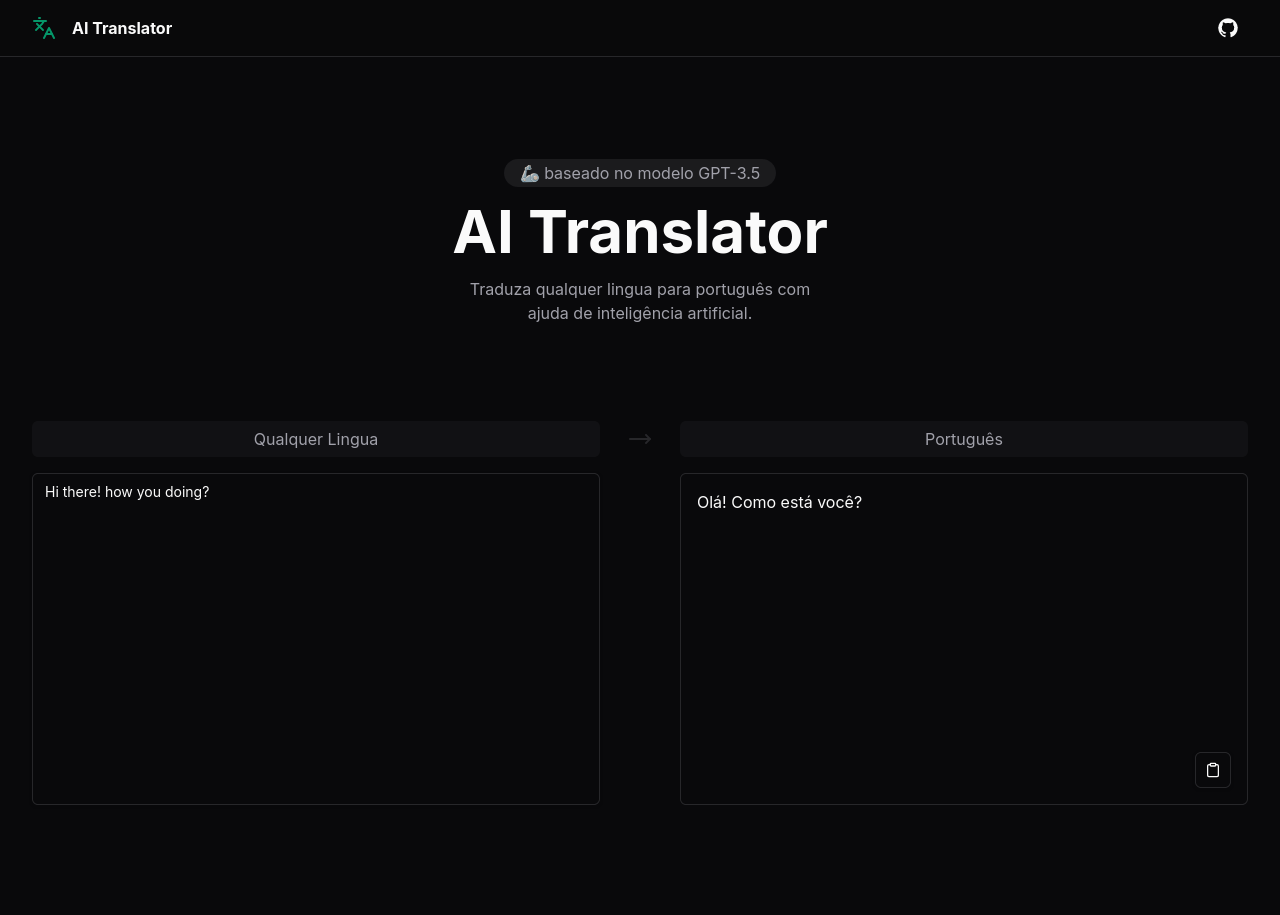 AI Translator
🦾 baseado no modelo GPT-3.5
AI Translator
Traduza qualquer lingua para português com
ajuda de inteligência artificial.
Qualquer Lingua
Português
Hi there! how you doing?
Olá! Como está você?